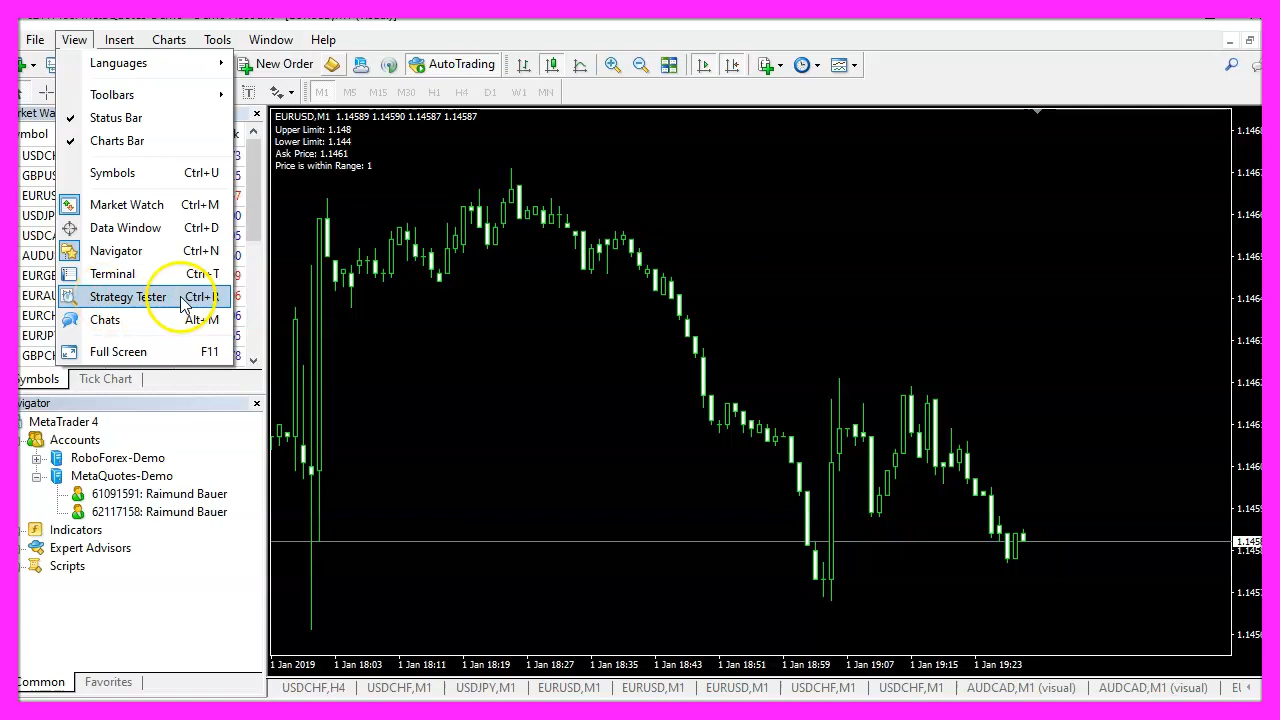 File View Insert Charts Tools Window Help
Languages
Toolbars
Status Bar
Charts Bar
Symbols Ctrl+U
Market Watch Ctrl+M
Data Window Ctrl+D
Navigator Ctrl+N
Terminal Ctrl+T
Strategy Tester Ctrl+R
Chats Alt+M
Full Screen F11
New Order AutoTrading
M1 M5 M15 M30 H1 H4 D1 W1 MN
Symbols Tick Chart
MetaTrader 4
Accounts
RoboForex-Demo
MetaQuotes-Demo
61091591: Raimund Bauer
62117158: Raimund Bauer
Indicators
Expert Advisors
Scripts
Common Favorites
EURUSD,M1 1.14589 1.14590 1.14587 1.14587
Upper Limit: 1.148
Lower Limit: 1.144
Ask Price: 1.1461
Price is within Range: 1
1 Jan 2019 1 Jan 18:03 1 Jan 18:11 1 Jan 18:19 1 Jan 18:27 1 Jan 18:35 1 Jan 18:43 1 Jan 18:51 1 Jan 18:59 1 Jan 19:07 1 Jan 19:15 1 Jan 19:23
USDCHF,H4 USDCHF,M1 USDJPY,M1 EURUSD,M1 EURUSD,M1 EURUSD,M1 USDCHF,M1 USDCHF,M1 AUDCAD,M1 (visual) AUDCAD,M1 (visual)